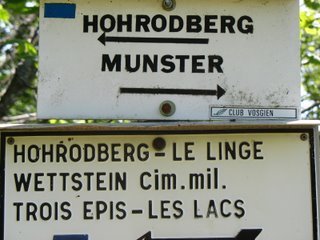 HOHRODBERG
MUNSTER
CLUB VOSGIEN
HOHRODBERG-LE LINGE
WETTSTEIN Cim.mil.
TROIS EPIS-LES LACS